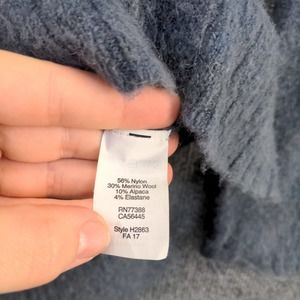 56% Nylon
30% Merino Wool
10% Alpaca
4% Elastane
RN77388
CA56445
Style H2863
FA 17